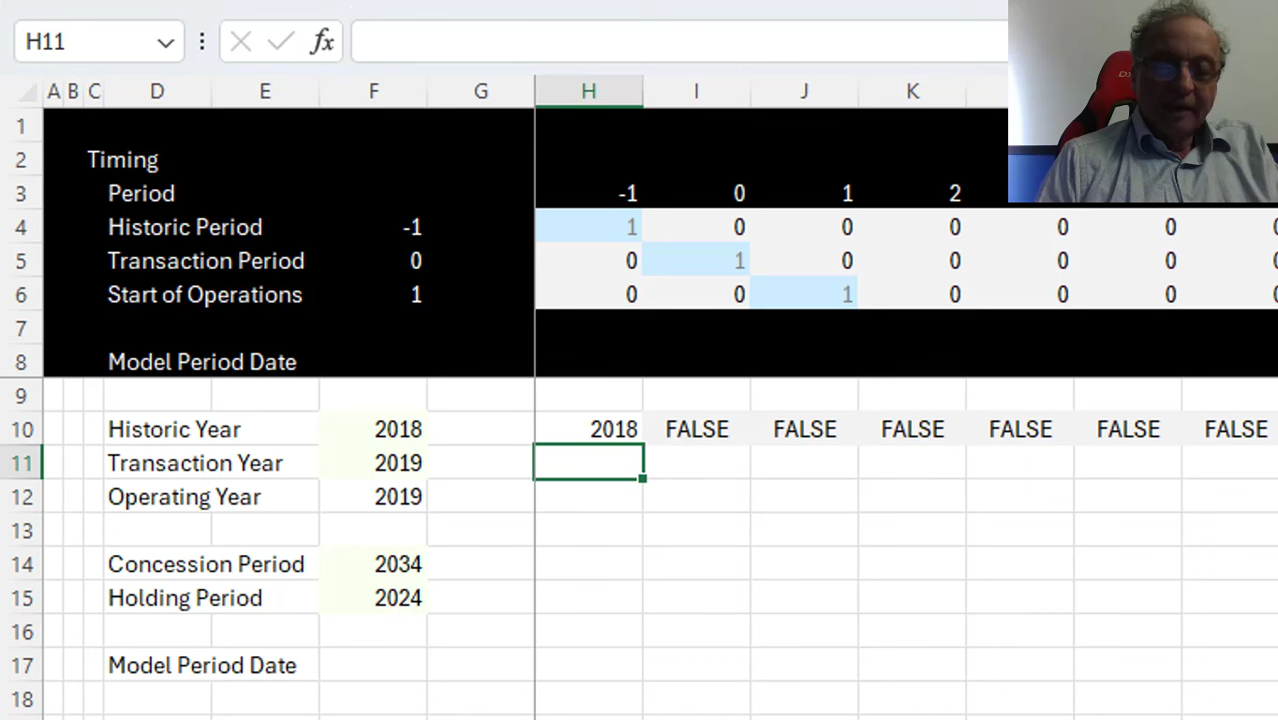 H11 fx
A B C D E F G H I J K
1
2 Timing
3 Period -1 0 1 2
4 Historic Period -1 1 0 0 0 0 0 0
5 Transaction Period 0 0 1 0 0 0 0 0
6 Start of Operations 1 0 0 1 0 0 0 0
7
8 Model Period Date
9
10 Historic Year 2018 2018 FALSE FALSE FALSE FALSE FALSE FALSE
11 Transaction Year 2019
12 Operating Year 2019
13
14 Concession Period 2034
15 Holding Period 2024
16
17 Model Period Date
18